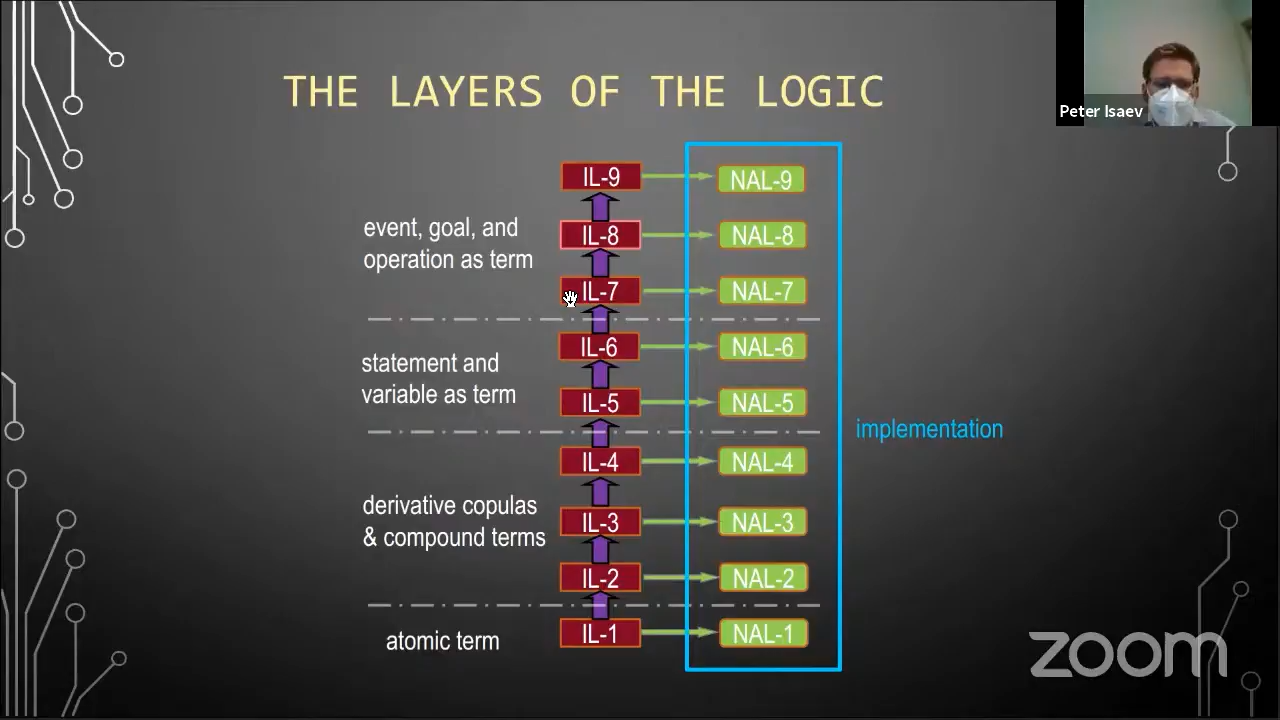 THE LAYERS OF THE LOGIC
Peter Isaev
IL-9 NAL-9
event, goal, and
operation as term
IL-8 NAL-8
IL-7 NAL-7
IL-6 NAL-6
statement and
variable as term
IL-5 NAL-5
implementation
IL-4 NAL-4
derivative copulas
& compound terms
IL-3 NAL-3
IL-2 NAL-2
atomic term
IL-1 NAL-1
zoom